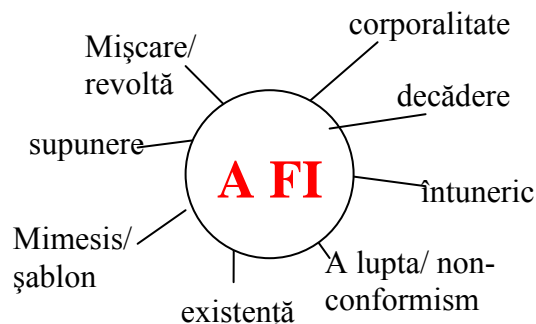 corporalitate
Mişcare/
revoltă
decădere
supunere
A FI
întuneric
Mimesis/
şablon
A lupta/ non-
conformism
existentă